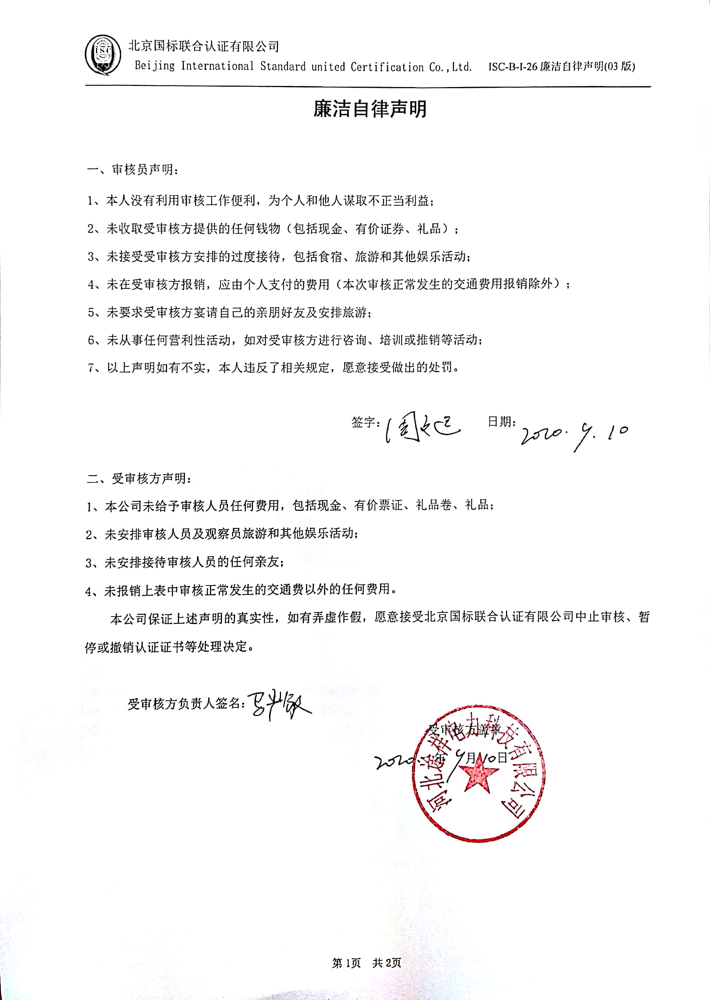 ISC
北京国标联合认证有限公司
Beijing International Standard united Certification Co.,Ltd. ISC-B-I-26 廉洁自律声明(03 版)
廉洁自律声明
一、审核员声明：
1、本人没有利用审核工作便利，为个人和他人谋取不正当利益；
2、未收取受审核方提供的任何钱物（包括现金、有价证券、礼品）；
3、未接受受审核方安排的过度接待，包括食宿、旅游和其他娱乐活动；
4、未在受审核方报销，应由个人支付的费用（本次审核正常发生的交通费用报销除外）；
5、未要求受审核方宴请自己的亲朋好友及安排旅游；
6、未从事任何营利性活动，如对受审核方进行咨询、培训或推销等活动；
7、以上声明如有不实，本人违反了相关规定，愿意接受做出的处罚。
签字： 日期：2020.9.10
二、受审核方声明：
1、本公司未给予审核人员任何费用，包括现金、有价票证、礼品卷、礼品；
2、未安排审核人员及观察员旅游和其他娱乐活动；
3、未安排接待审核人员的任何亲友；
4、未报销上表中审核正常发生的交通费以外的任何费用。
本公司保证上述声明的真实性，如有弄虚作假，愿意接受北京国标联合认证有限公司中止审核、暂
停或撤销认证证书等处理决定。
受审核方负责人签名：
受审核方盖章
2020.年9月10日
河北 祥电力科技有限公司
第 1页 共 2页